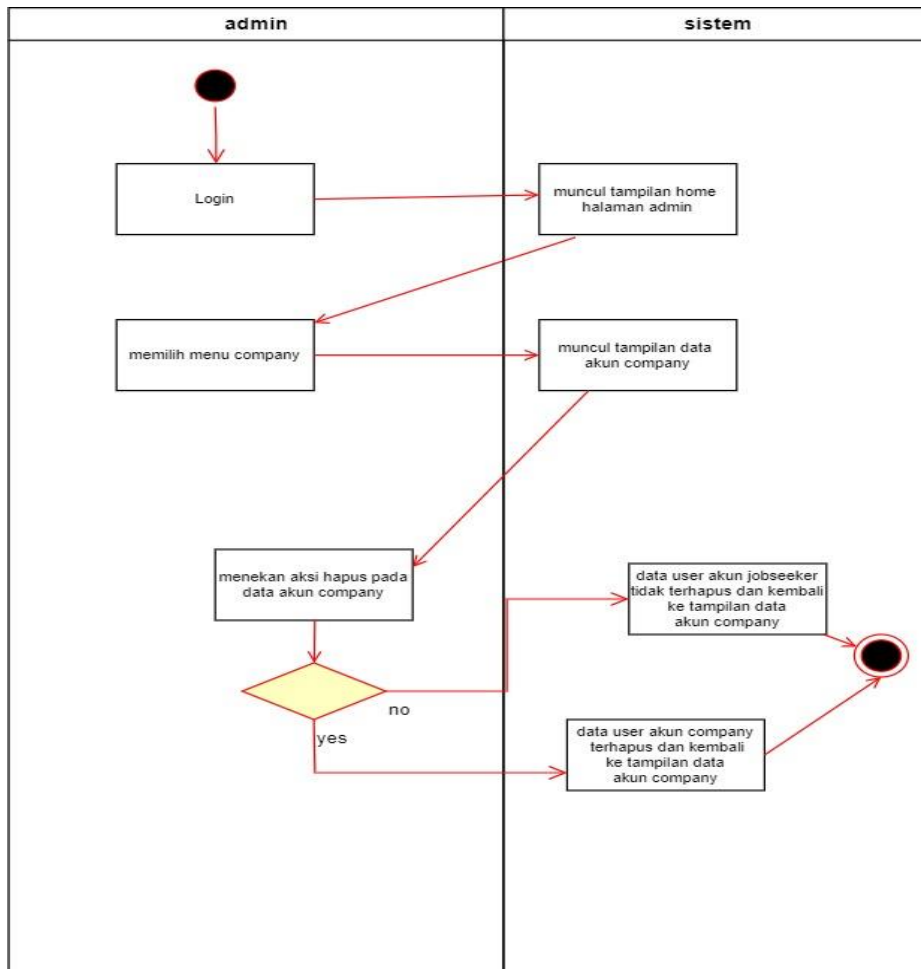 admin
sistem
Login
muncul tampilan home
halaman admin
memilih menu company
muncul tampilan data
akun company
menekan aksi hapus pada
data akun company
data user akun jobseeker
tidak terhapus dan kembali
ke tampilan data
akun company
no
yes
data user akun company
terhapus dan kembali
ke tampilan data
akun company